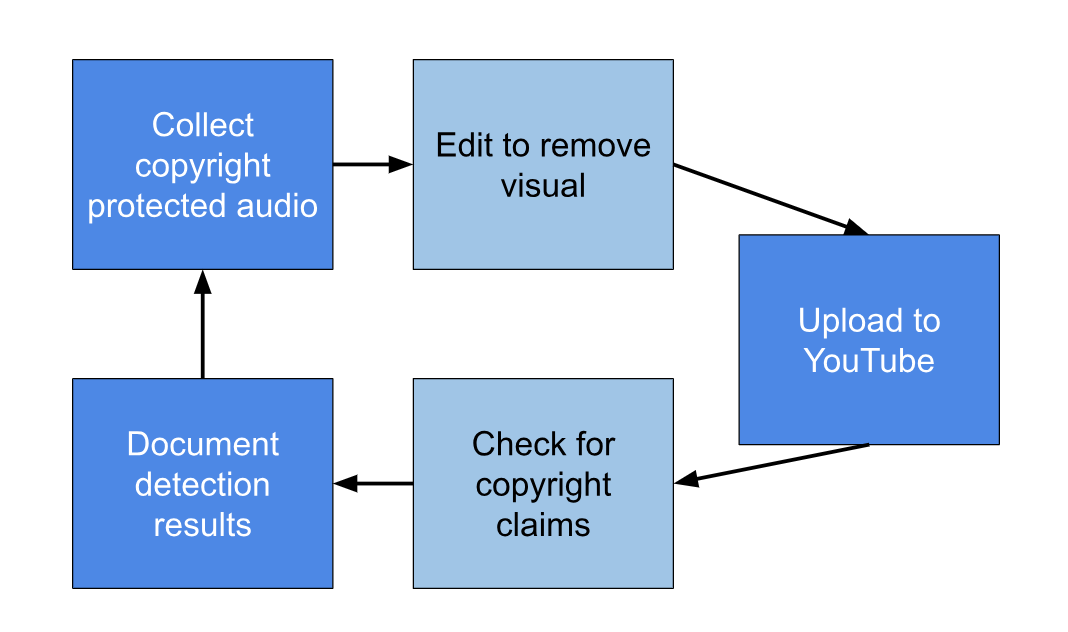 Collect
copyright
protected audio
Edit to remove
visual
Upload to
YouTube
Check for
copyright
claims
Document
detection
results